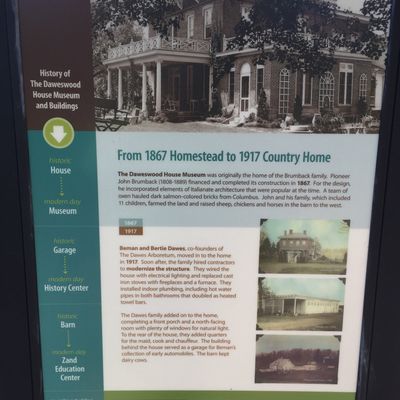 History of
The Daweswood
House Museum
and Buildings
historic
House
modern day
Museum
historic
Garage
modern day
History Center
historic
Barn
modern day
Zand
Education
Center
From 1867 Homestead to 1917 Country Home
The Daweswood House Museum was originally the home of the Brumback family. Pioneer
John Brumback (1808-1889) financed and completed its construction in 1867. For the design,
he incorporated elements of Italianate architecture that were popular at the time. A team of
oxen hauled dark salmon-colored bricks from Columbus. John and his family, which included
11 children, farmed the land and raised sheep, chickens and horses in the barn to the west.
1867
1917
Beman and Bertie Dawes, co-founders of
The Dawes Arboretum, moved in to the home
in 1917. Soon after, the family hired contractors
to modernize the structure. They wired the
house with electrical lighting and replaced cast
iron stoves with fireplaces and a furnace. They
installed indoor plumbing, including hot water
pipes in both bathrooms that doubled as heated
towel bars.
The Dawes family added on to the home,
completing a front porch and a north-facing
room with plenty of windows for natural light.
To the rear of the house, they added quarters
for the maid, cook and chauffeur. The building
behind the house served as a garage for Beman's
collection of early automobiles. The barn kept
dairy cows.